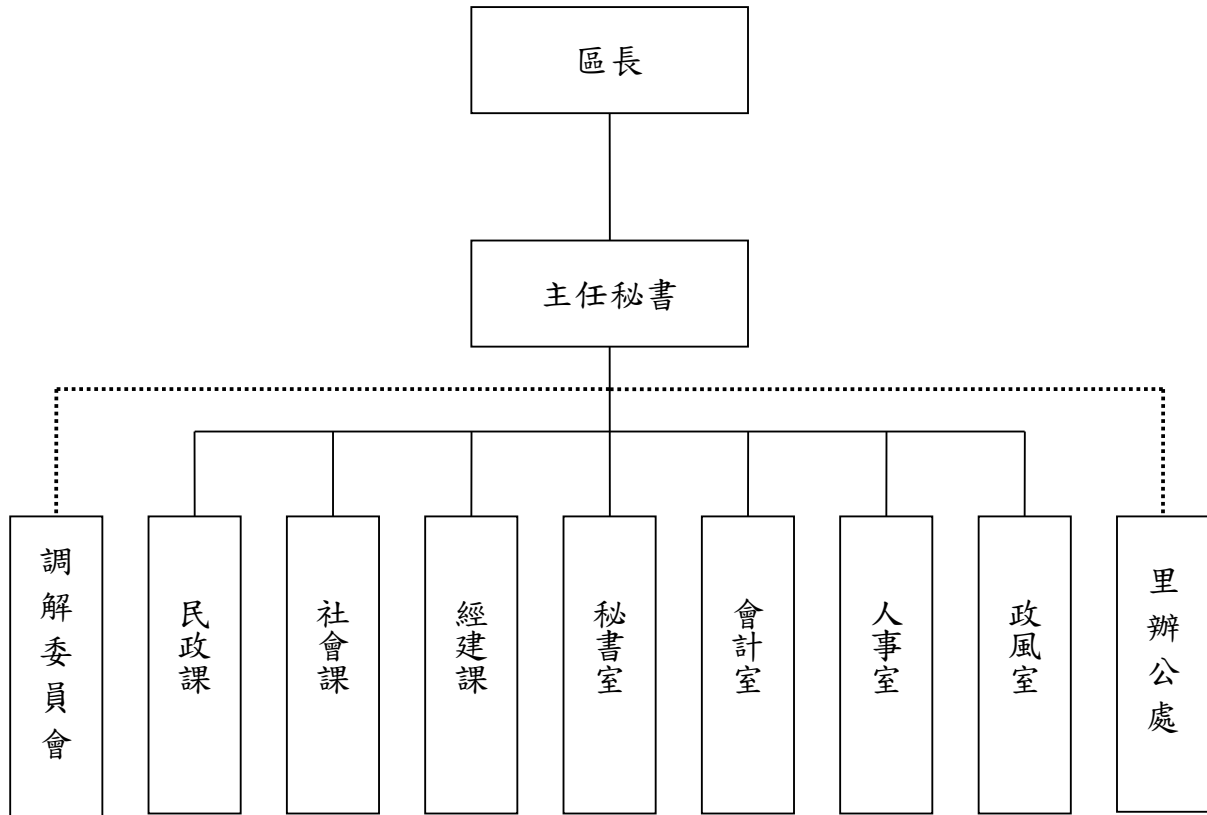 區長
主任秘書
調解委員會
民政課
社會課
經建課
秘書室
會計室
人事室
政風室
里辦公處